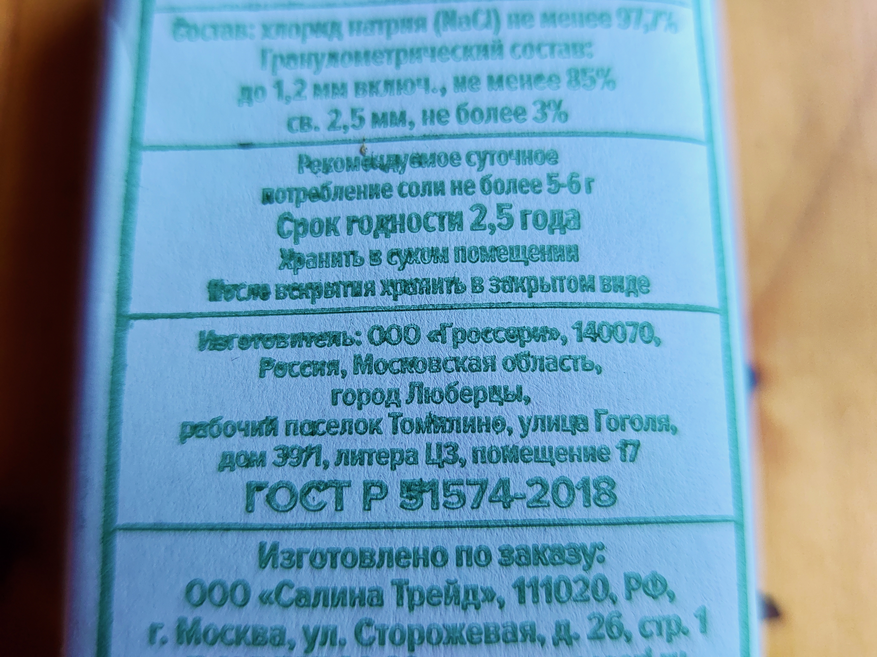 Состав: хлорид натрия (NaCl) не менее 97,7%
Гранулометрический состав:
до 1,2 мм включ., не менее 85%
св. 2,5 мм, не более 3%
Рекомендуемое суточное
потребление соли не более 5-6 г
Срок годности 2,5 года
Хранить в сухом помещении
После вскрытия хранить в закрытом виде
Изготовитель: ООО «Гроссери», 140070,
Россия, Московская область,
город Люберцы,
рабочий поселок Томилино, улица Гоголя,
дом 39/1, литера ЦЗ, помещение 17
ГОСТ Р 51574-2018
Изготовлено по заказу:
ООО «Салина Трейд», 111020, РФ,
г. Москва, ул. Сторожевая, д. 26, стр. 1